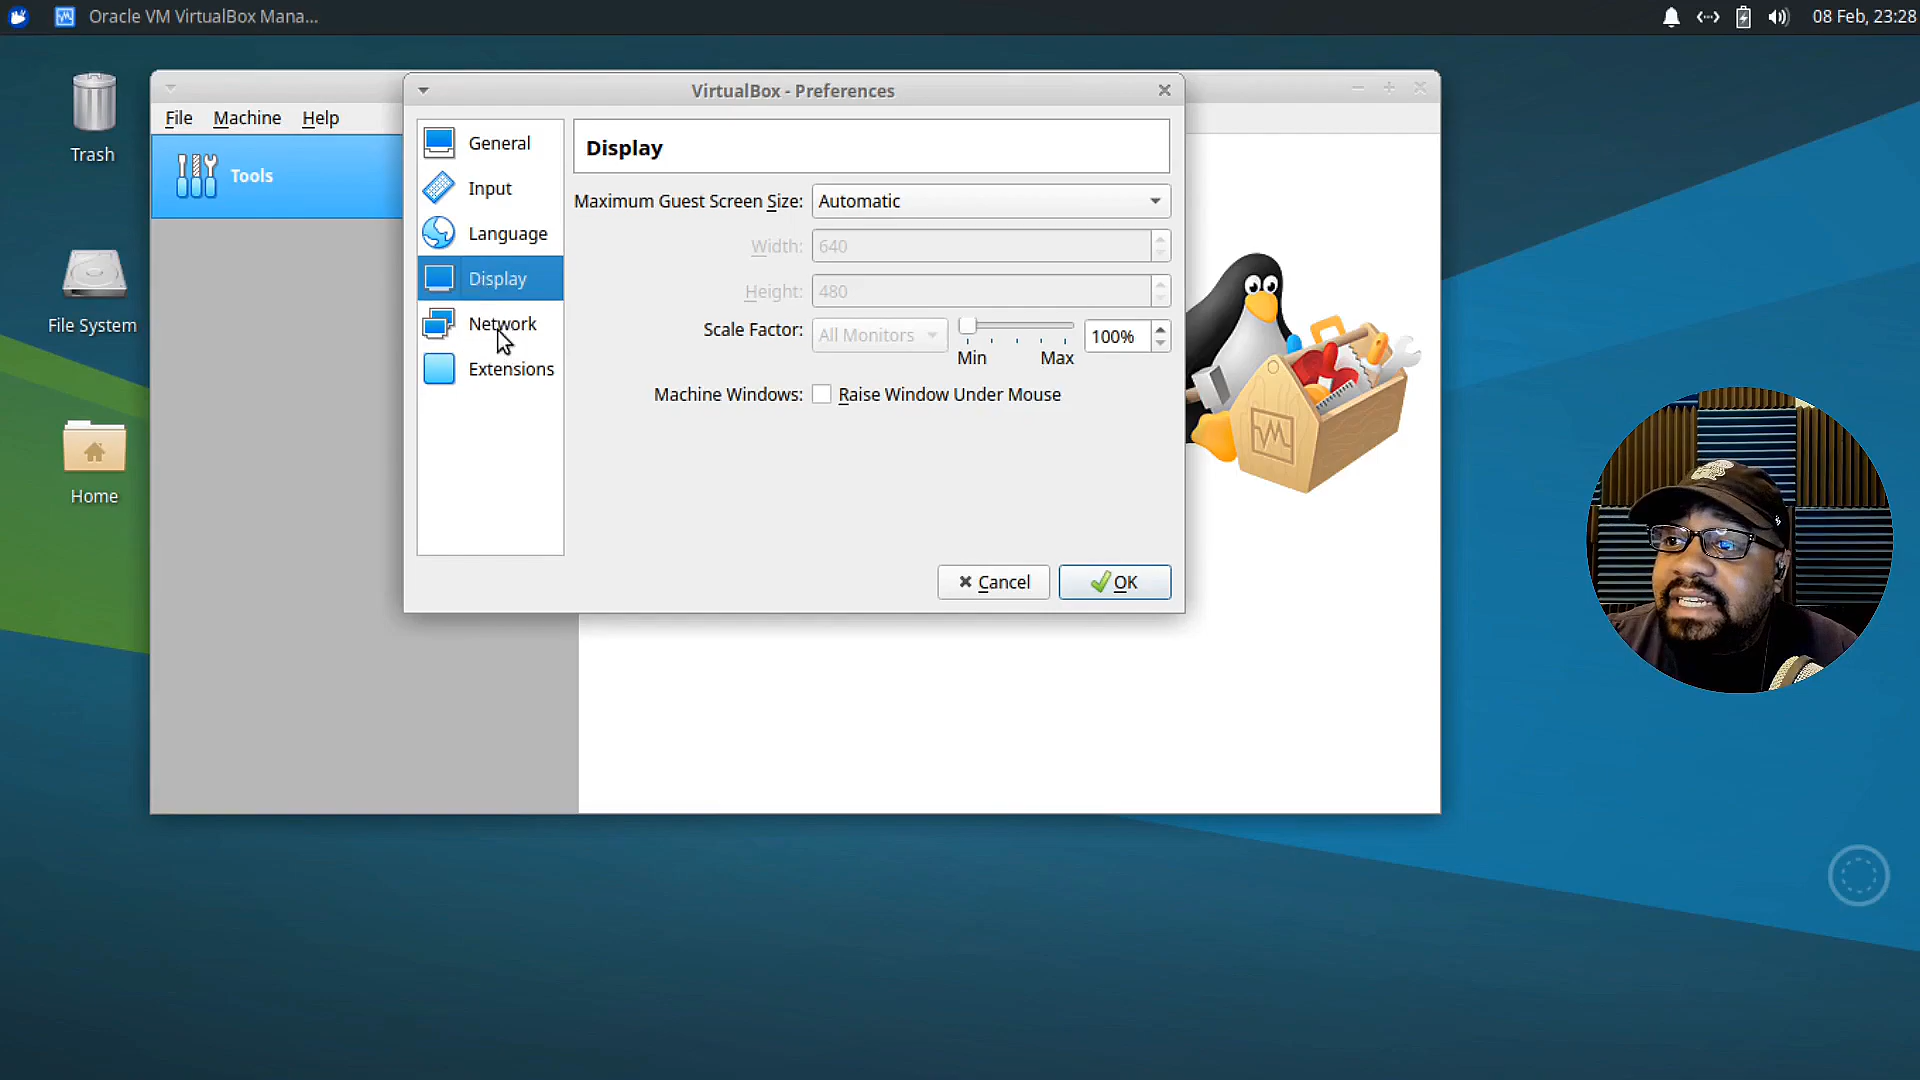 Oracle VM VirtualBox Mana...
08 Feb, 23:28
VirtualBox - Preferences
File Machine Help
Trash
Tools
File System
Home
General
Input
Language
Display
Network
Extensions
Display
Maximum Guest Screen Size: Automatic
Width: 640
Height: 480
Scale Factor: All Monitors 100%
Min Max
Machine Windows: Raise Window Under Mouse
Cancel OK